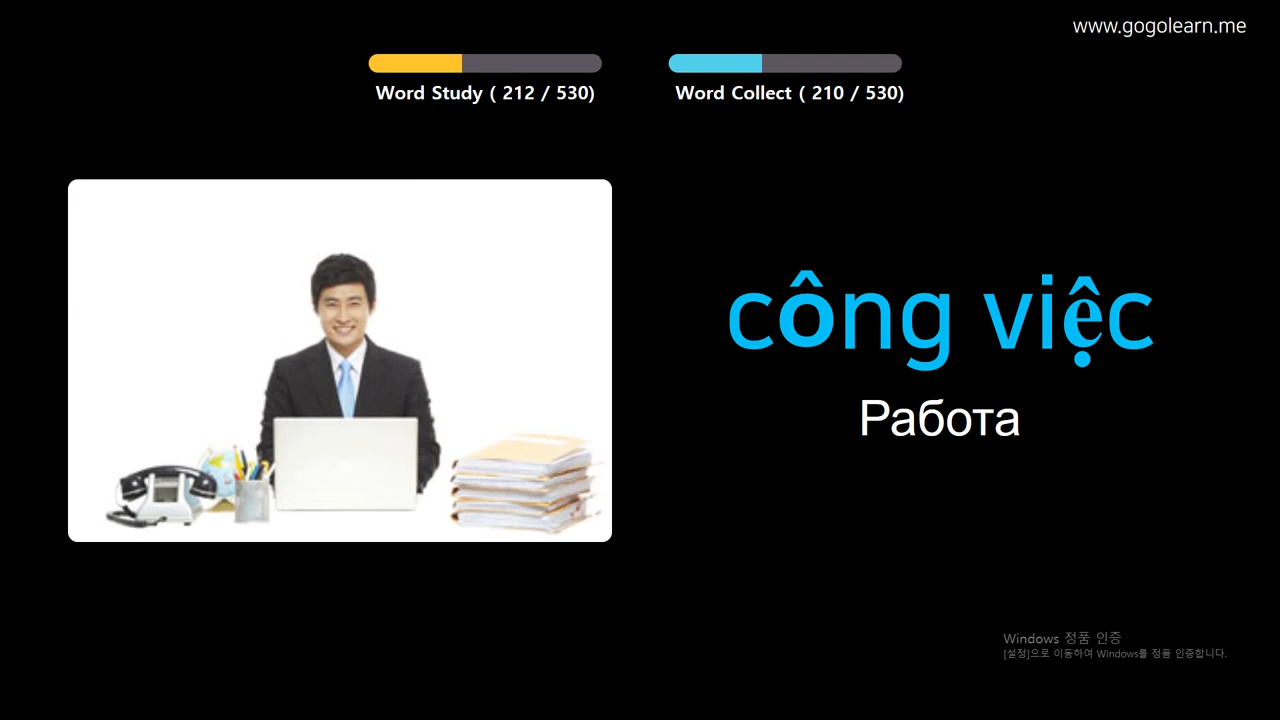 www.gogolearn.me
Word Study ( 212 / 530)
Word Collect ( 210 / 530)
công việc
Работа
Windows 정품 인증
[설정]으로 이동하여 Windows를 정품 인증합니다.